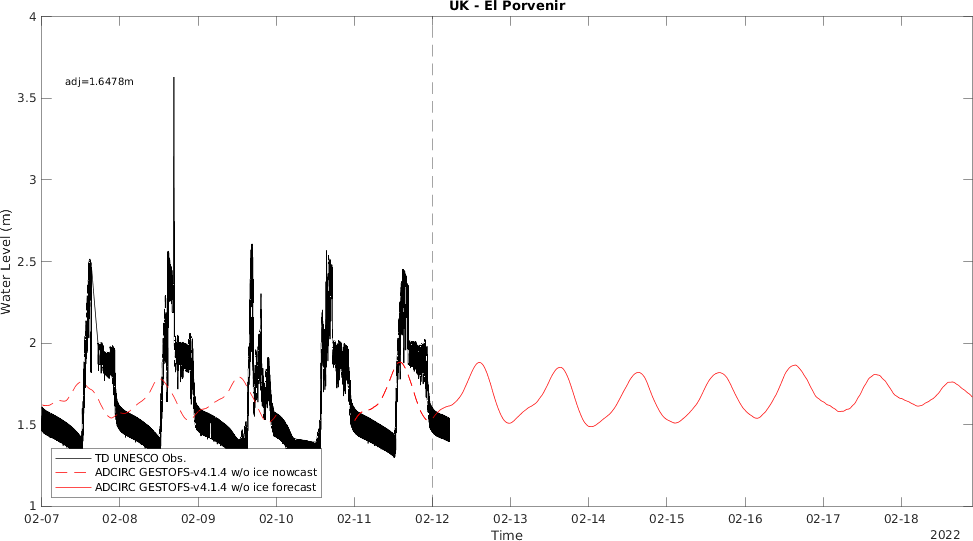 UK - El Porvenir
4
adj=1.6478m
3.5
3
2.5
Water Level (m)
2
1.5
TD UNESCO Obs.
ADCIRC GESTOFS-v4.1.4 w/o ice nowcast
ADCIRC GESTOFS-v4.1.4 w/o ice forecast
1
02-07 02-08 02-09 02-10 02-11 02-12 02-13 02-14 02-15 02-16 02-17 02-18
Time
2022